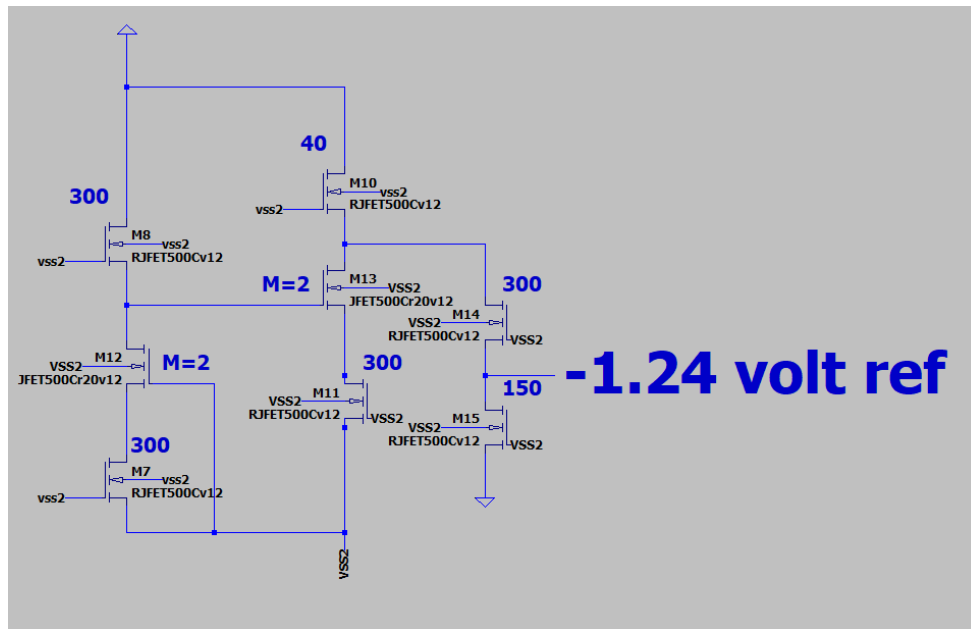 40
M10
vss2
RJFET500Cv12
vss2
300
M8
vss2
RJFET500Cv12
vss2
M=2
M13
VSS2
JFET500Cr20v12
300
M14
VSS2
RJFET500Cv12
VSS2
M12
VSS2
JFET500Cr20v12
M=2
300
M11
VSS2
RJFET500Cv12
VSS2
-1.24 volt ref
150
M15
VSS2
RJFET500Cv12
VSS2
300
M7
vss2
RJFET500Cv12
vss2
VSS2